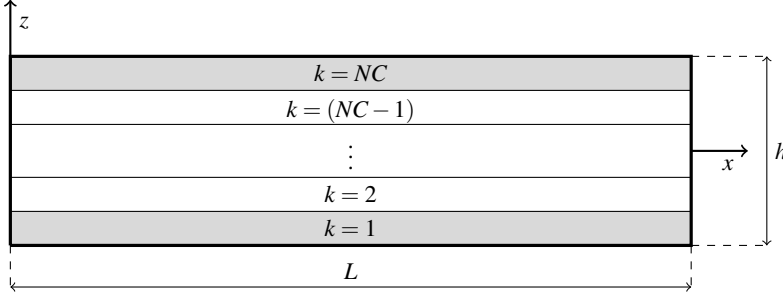 z
k = NC
k = (NC − 1)
⋮
h
x
k = 2
k = 1
L